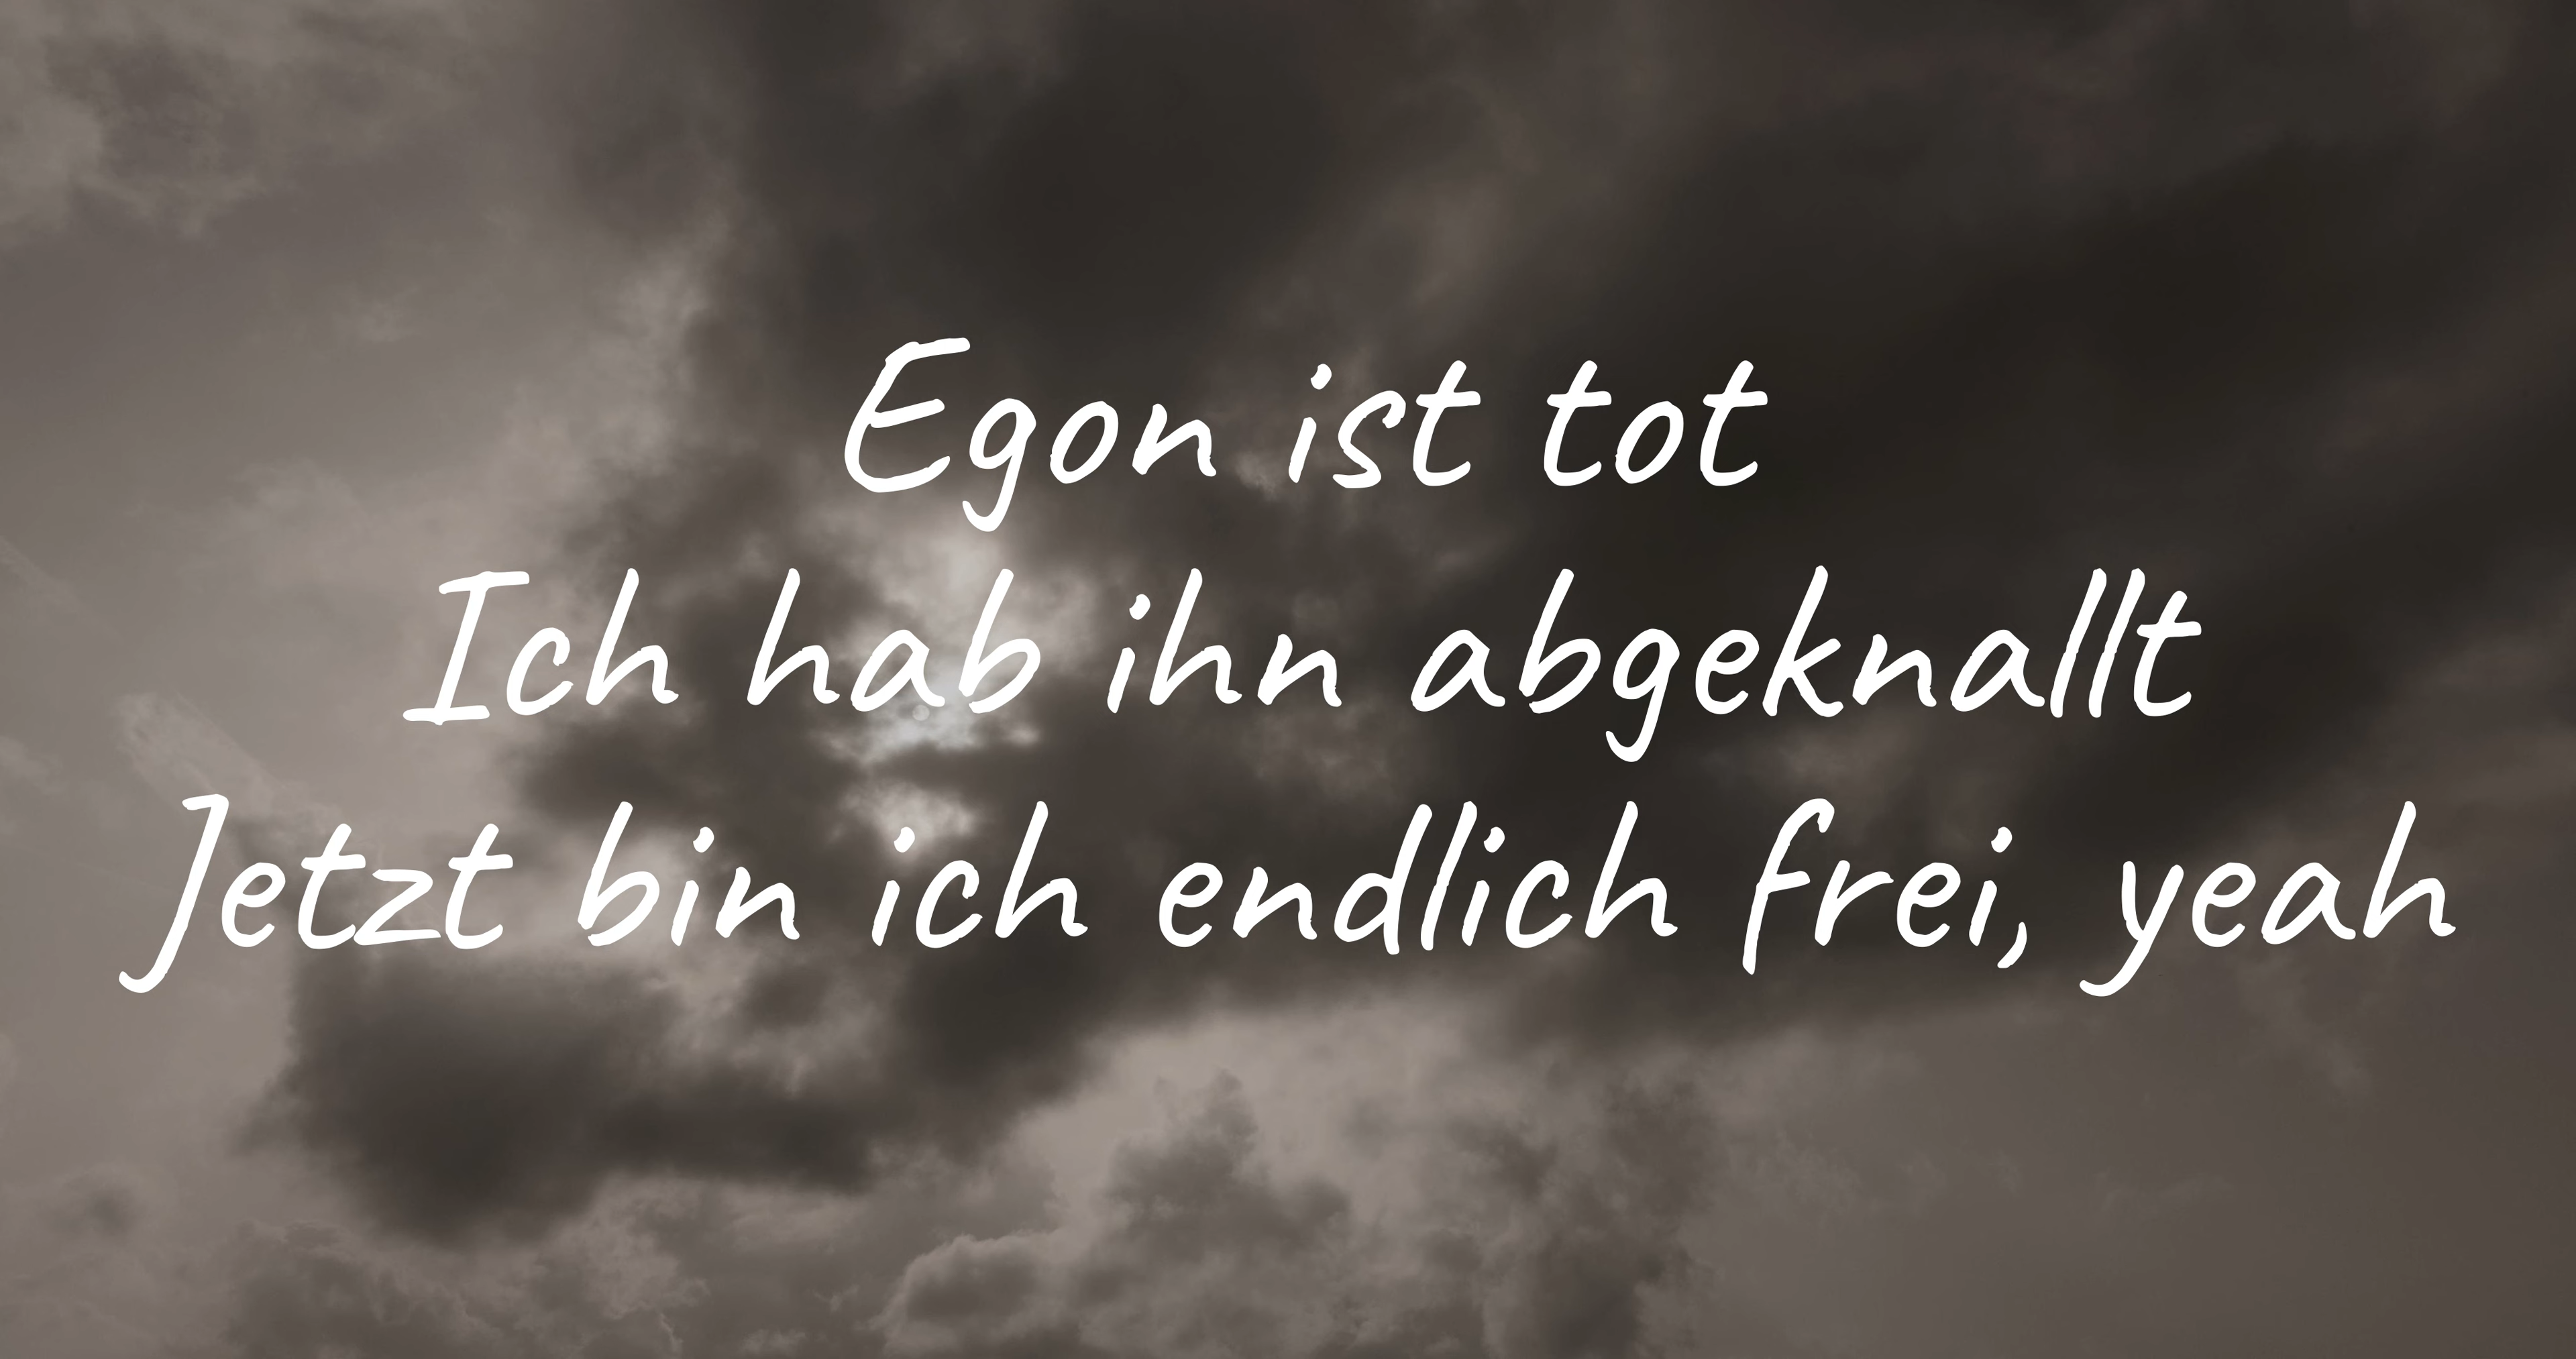 Egon ist tot
Ich hab ihn abgeknallt
Jetzt bin ich endlich frei, yeah